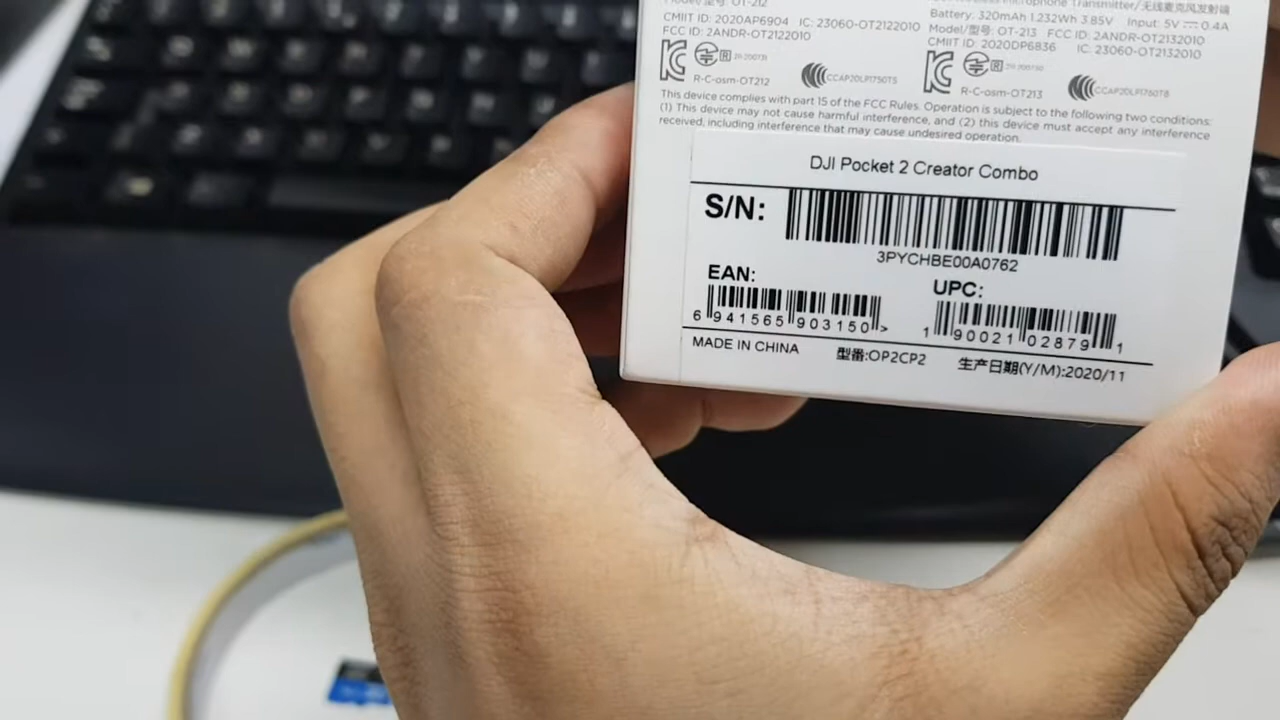 型号: OT-212
CMIIT ID: 2020AP6904 IC: 23060-OT2122010
FCC ID: 2ANDR-OT2122010
R-C-osm-OT212
CCAP20LP1750T5
Microphone Transmitter/无线麦克风发射端
Battery: 320mAh 1.232Wh 3.85V Input: 5V 0.4A
Model/型号: OT-213 FCC ID: 2ANDR-OT2132010
CMIIT ID: 2020DP6836 IC: 23060-OT2132010
R-C-osm-OT213
CCAP20LP1760T8
This device complies with part 15 of the FCC Rules. Operation is subject to the following two conditions:
(1) This device may not cause harmful interference, and (2) this device must accept any interference
received, including interference that may cause undesired operation.
DJI Pocket 2 Creator Combo
S/N:
3PYCHBE00A0762
EAN:
6 941565 903150 >
UPC:
1 90021 02879 1
MADE IN CHINA 型番:OP2CP2 生产日期(Y/M):2020/11